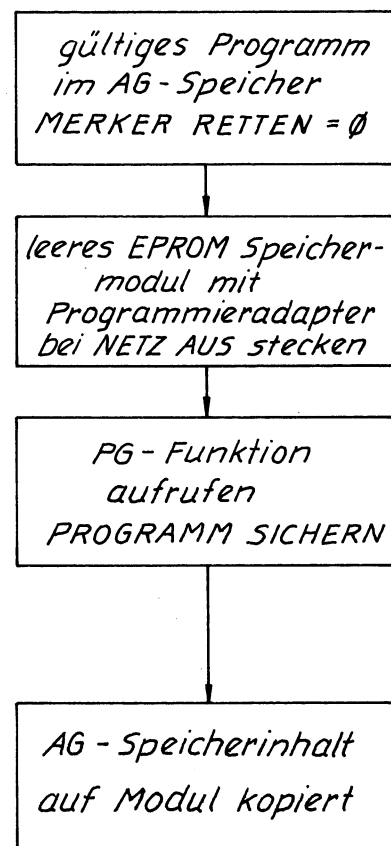 gültiges Programm
im AG-Speicher
MERKER RETTEN = Ø
leeres EPROM Speicher-
modul mit
Programmieradapter
bei NETZ AUS stecken
PG-Funktion
aufrufen
PROGRAMM SICHERN
AG-Speicherinhalt
auf Modul kopiert